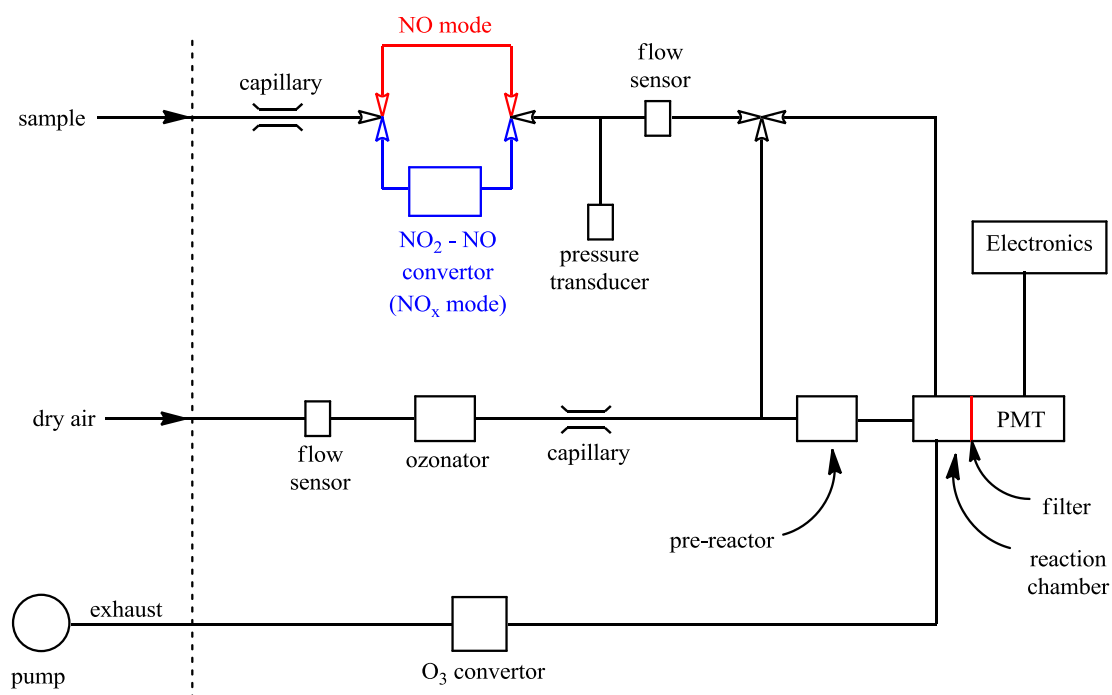 NO mode
flow
sensor
capillary
sample
NO₂ - NO
convertor
(NOₓ mode)
pressure
transducer
Electronics
dry air
PMT
flow
sensor
ozonator
capillary
filter
pre-reactor
reaction
chamber
exhaust
O₃ convertor
pump